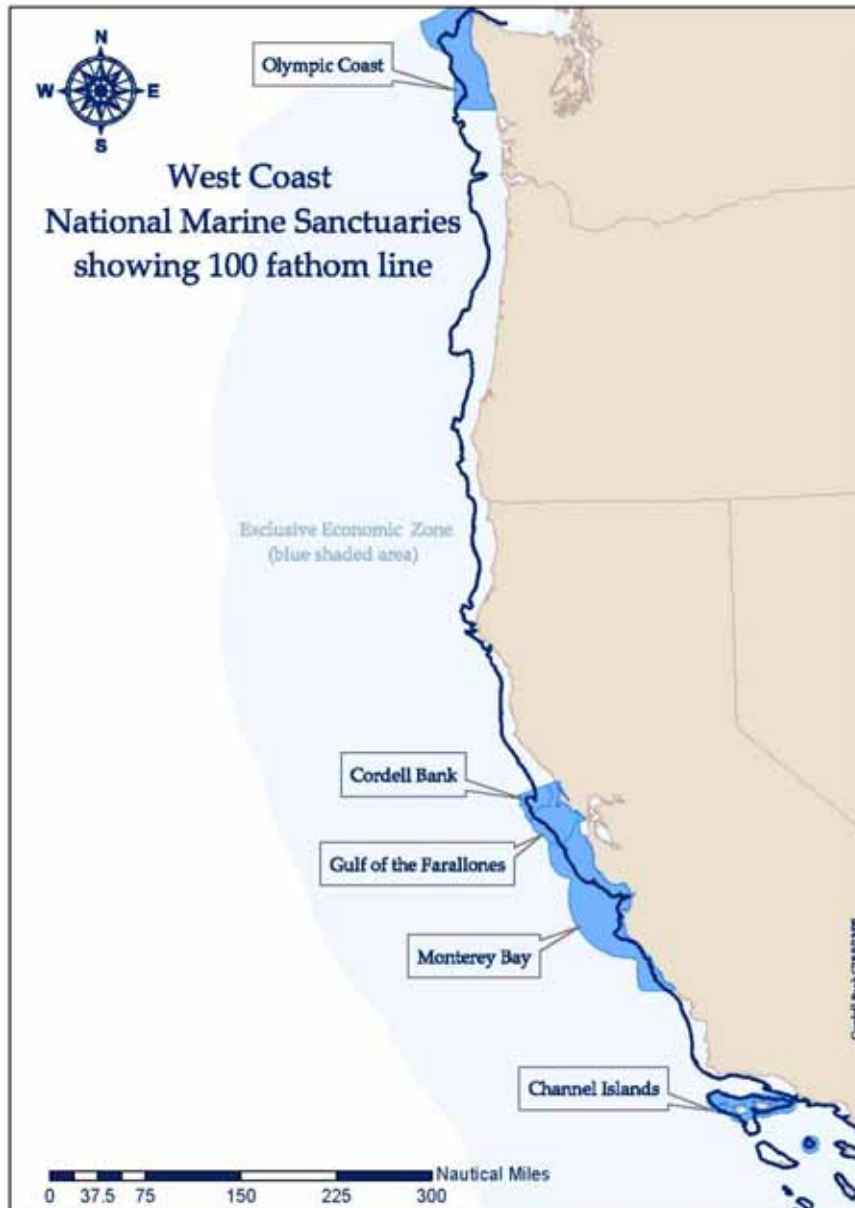 N
W E
S
Olympic Coast
West Coast
National Marine Sanctuaries
showing 100 fathom line
Exclusive Economic Zone
(blue shaded area)
Cordell Bank
Gulf of the Farallones
Monterey Bay
Channel Islands
Nautical Miles
0 37.5 75 150 225 300